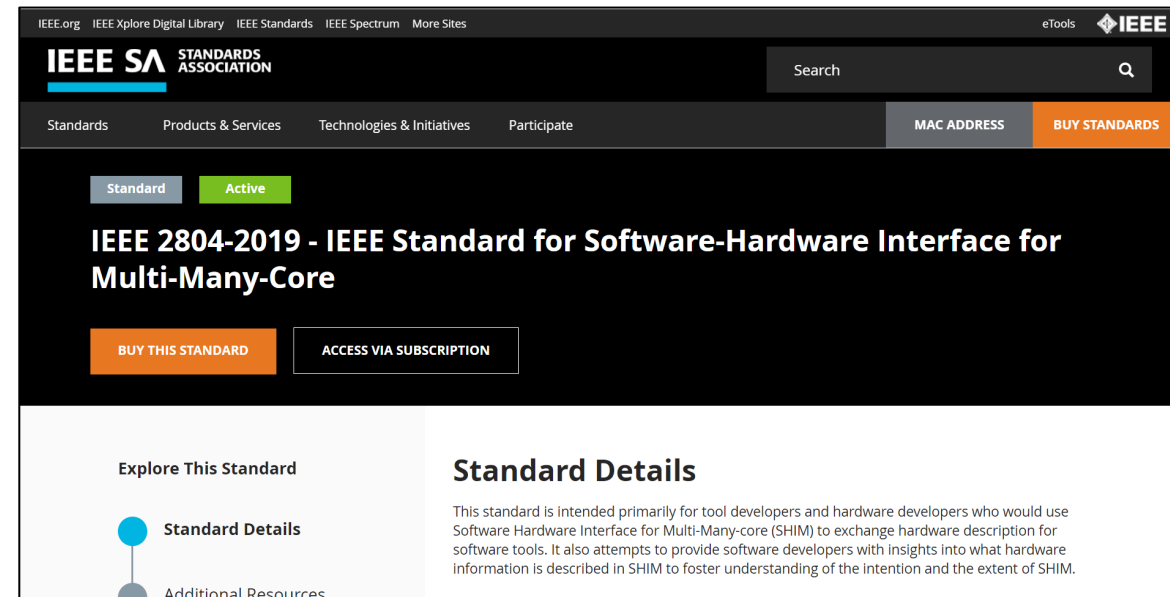 IEEE.org IEEE Xplore Digital Library IEEE Standards IEEE Spectrum More Sites eTools IEEE
IEEE SA STANDARDS ASSOCIATION
Search
Standards Products & Services Technologies & Initiatives Participate MAC ADDRESS BUY STANDARDS
Standard Active
IEEE 2804-2019 - IEEE Standard for Software-Hardware Interface for
Multi-Many-Core
BUY THIS STANDARD ACCESS VIA SUBSCRIPTION
Explore This Standard
Standard Details
Additional Resources
Standard Details
This standard is intended primarily for tool developers and hardware developers who would use
Software Hardware Interface for Multi-Many-core (SHIM) to exchange hardware description for
software tools. It also attempts to provide software developers with insights into what hardware
information is described in SHIM to foster understanding of the intention and the extent of SHIM.